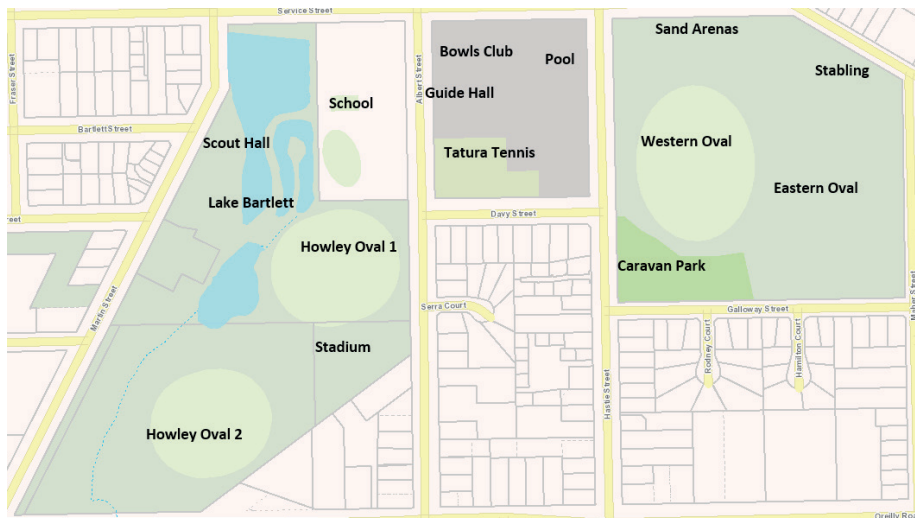 Service Street
Sand Arenas
Bowls Club
Pool
Stabling
Fraser Street
Albert Street
School
Guide Hall
Bartlett Street
Scout Hall
Western Oval
Tatura Tennis
Eastern Oval
Lake Bartlett
Davy Street
reet
Howley Oval 1
Caravan Park
Martin Street
Serra Court
Galloway Street
Maher Street
Stadium
Rodney Court
Hamilton Court
Hastie Street
Howley Oval 2
Oreilly Road